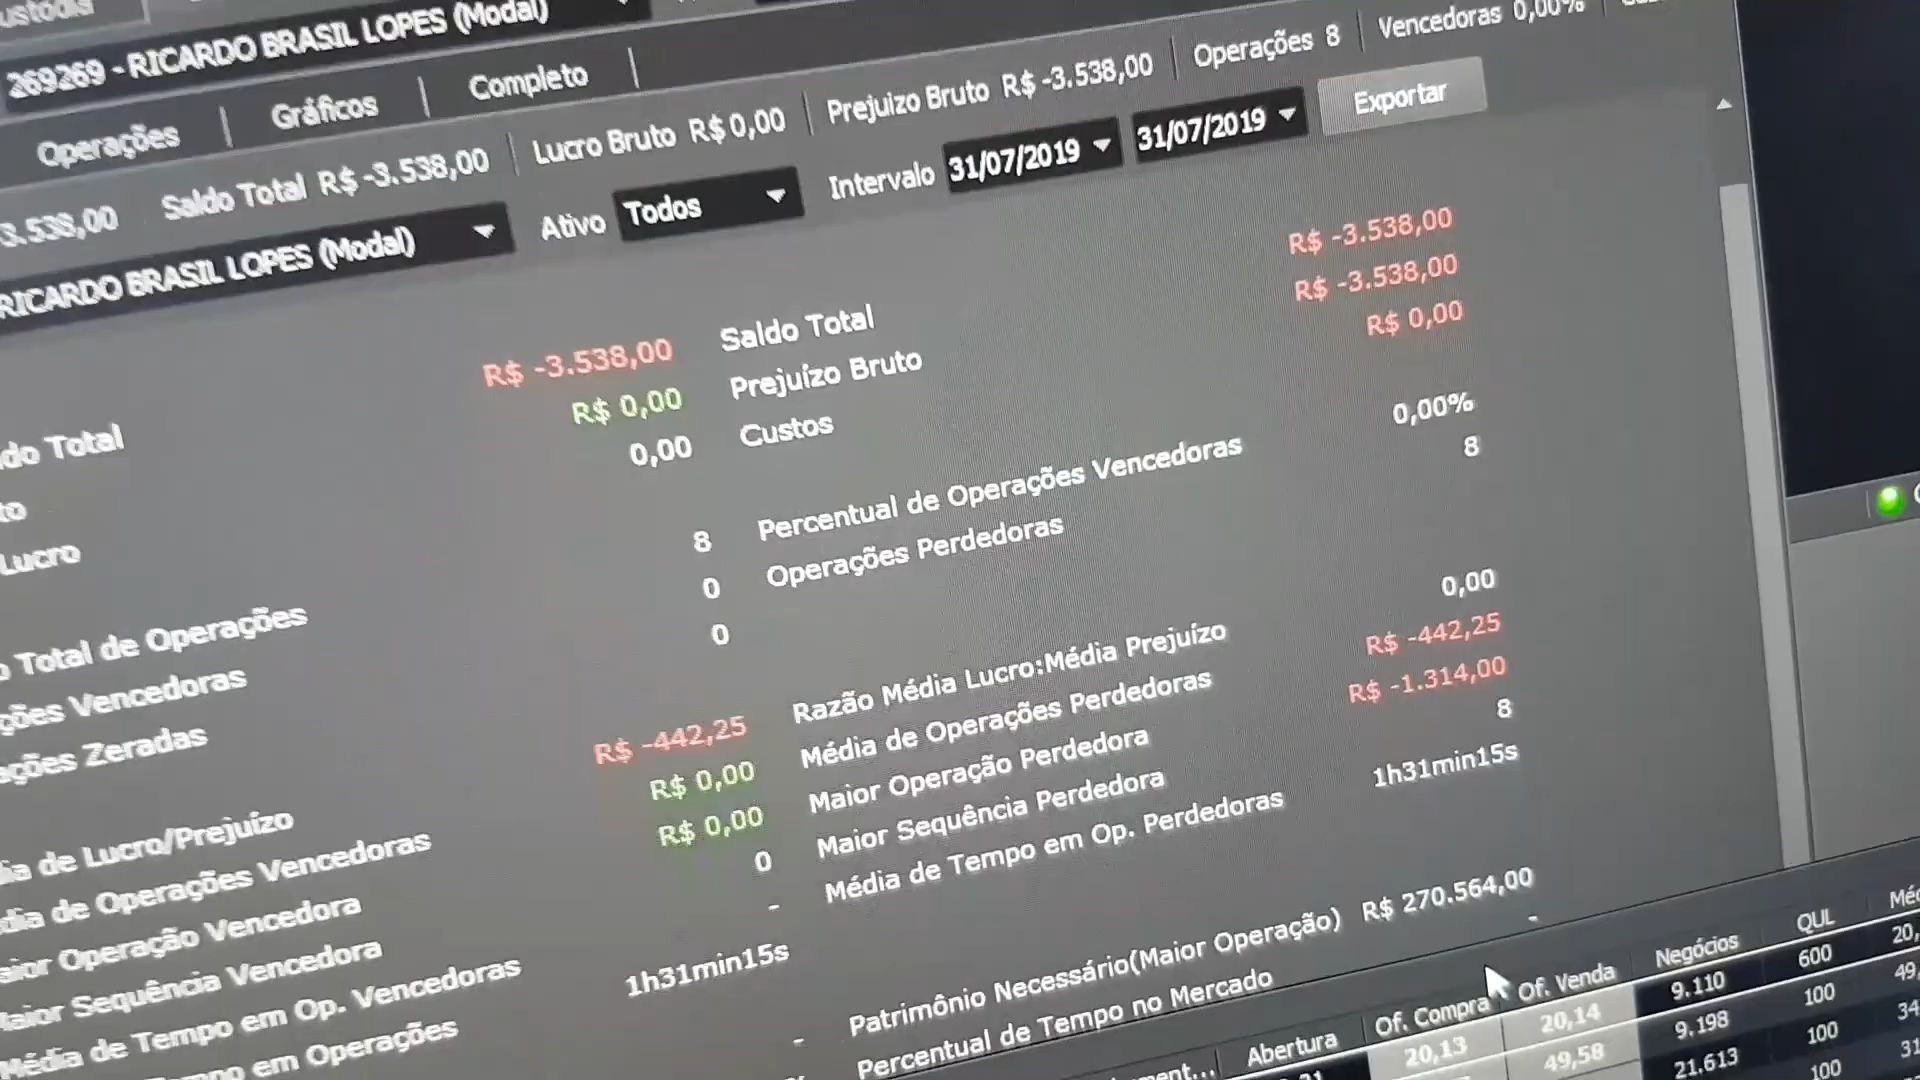 269269 - RICARDO BRASIL LOPES (Modal)
Operações Gráficos Completo
3.538,00 Saldo Total R$ -3.538,00 Lucro Bruto R$ 0,00 Prejuizo Bruto R$ -3.538,00 Operações 8 Vencedoras 0,00%
RICARDO BRASIL LOPES (Modal) Ativo Todos Intervalo 31/07/2019 31/07/2019 Exportar
do Total R$ -3.538,00 Saldo Total R$ -3.538,00
to R$ 0,00 Prejuízo Bruto R$ -3.538,00
Lucro 0,00 Custos R$ 0,00
Total de Operações 8 Percentual de Operações Vencedoras 0,00%
ções Vencedoras 0 Operações Perdedoras 8
ações Zeradas 0
dia de Lucro/Prejuízo R$ -442,25 Razão Média Lucro:Média Prejuízo 0,00
dia de Operações Vencedoras R$ 0,00 Média de Operações Perdedoras R$ -442,25
aior Operação Vencedora R$ 0,00 Maior Operação Perdedora R$ -1.314,00
Maior Sequência Vencedora 0 Maior Sequência Perdedora 8
Média de Tempo em Op. Vencedoras - Média de Tempo em Op. Perdedoras 1h31min15s
Tempo em Operações 1h31min15s
- Patrimônio Necessário(Maior Operação) R$ 270.564,00
Percentual de Tempo no Mercado -
Abertura Of. Compra Of. Venda Negócios QUL
20,13 20,14 9.110 600 20,
49,58 9.198 100 49,
21.613 100 34
100 31